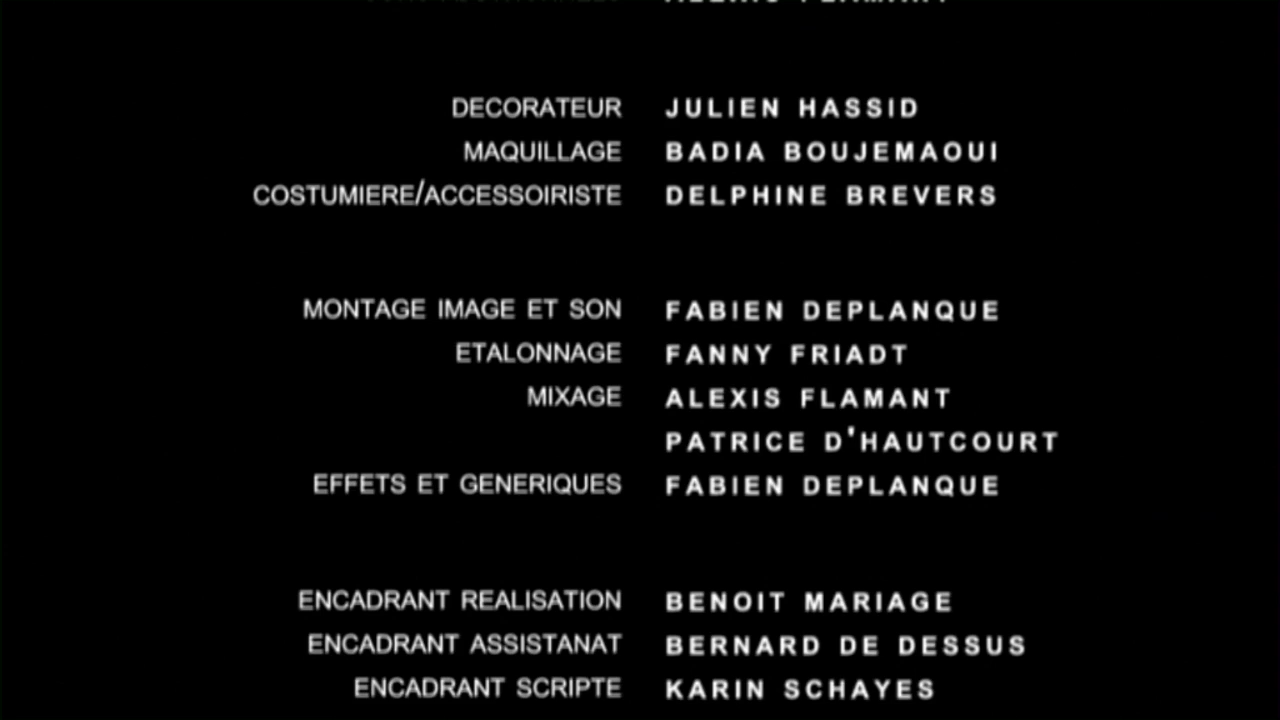 DECORATEUR JULIEN HASSID
MAQUILLAGE BADIA BOUJEMAOUI
COSTUMIERE/ACCESSOIRISTE DELPHINE BREVERS
MONTAGE IMAGE ET SON FABIEN DEPLANQUE
ETALONNAGE FANNY FRIADT
MIXAGE ALEXIS FLAMANT
PATRICE D'HAUTCOURT
EFFETS ET GENERIQUES FABIEN DEPLANQUE
ENCADRANT REALISATION BENOIT MARIAGE
ENCADRANT ASSISTANAT BERNARD DE DESSUS
ENCADRANT SCRIPTE KARIN SCHAYES